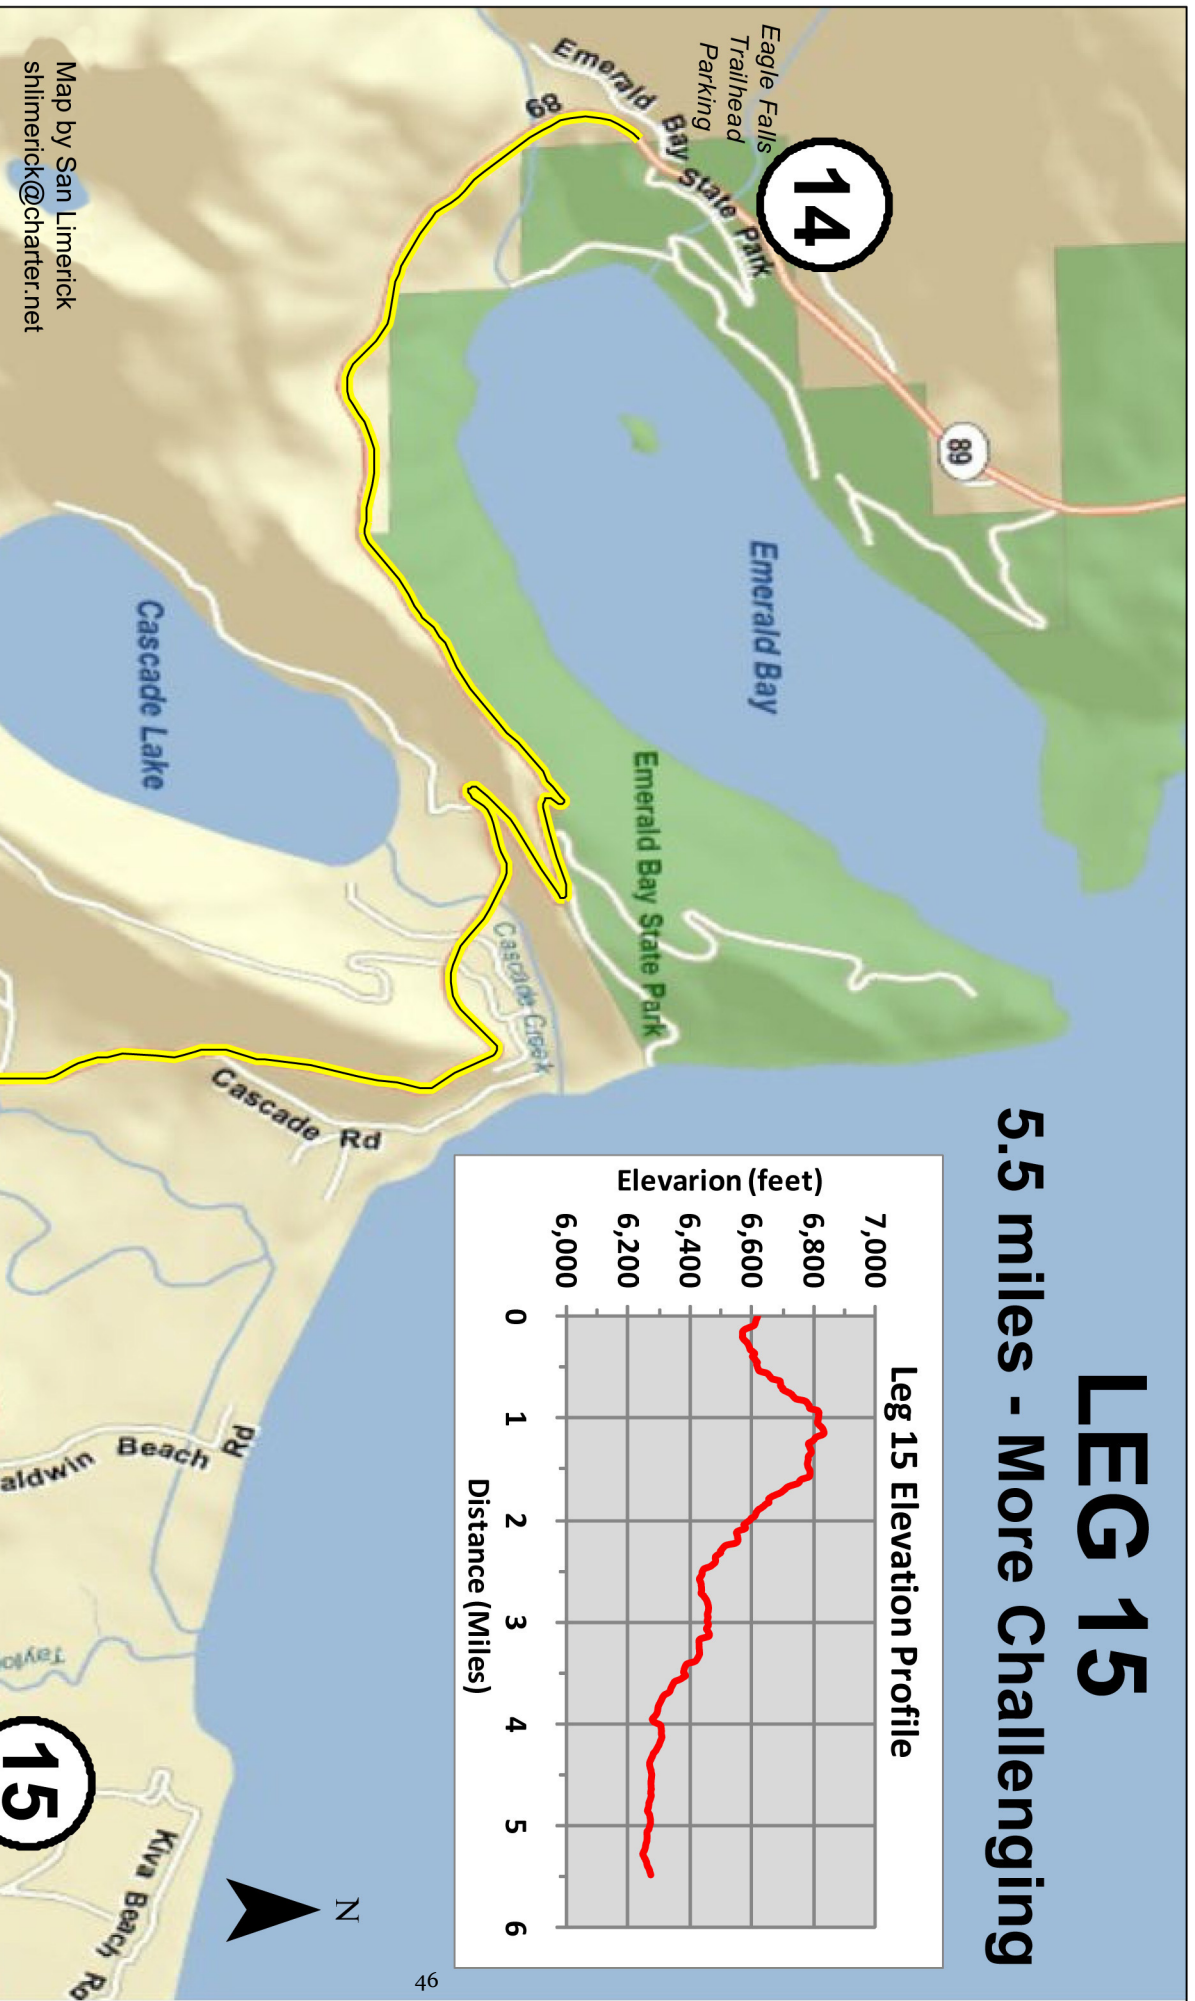 LEG 15
5.5 miles - More Challenging
Eagle Falls
Trailhead
Parking
14
Emerald Bay State Park
89
89
Emerald Bay
Emerald Bay State Park
Cascade Lake
Cascade Creek
Cascade Rd
aldwin Beach Rd
Taylo
15
Kiva Beach Ro
Leg 15 Elevation Profile
Elevarion (feet)
7,000
6,800
6,600
6,400
6,200
6,000
0 1 2 3 4 5 6
Distance (Miles)
N
Map by San Limerick
shlimerick@charter.net
46